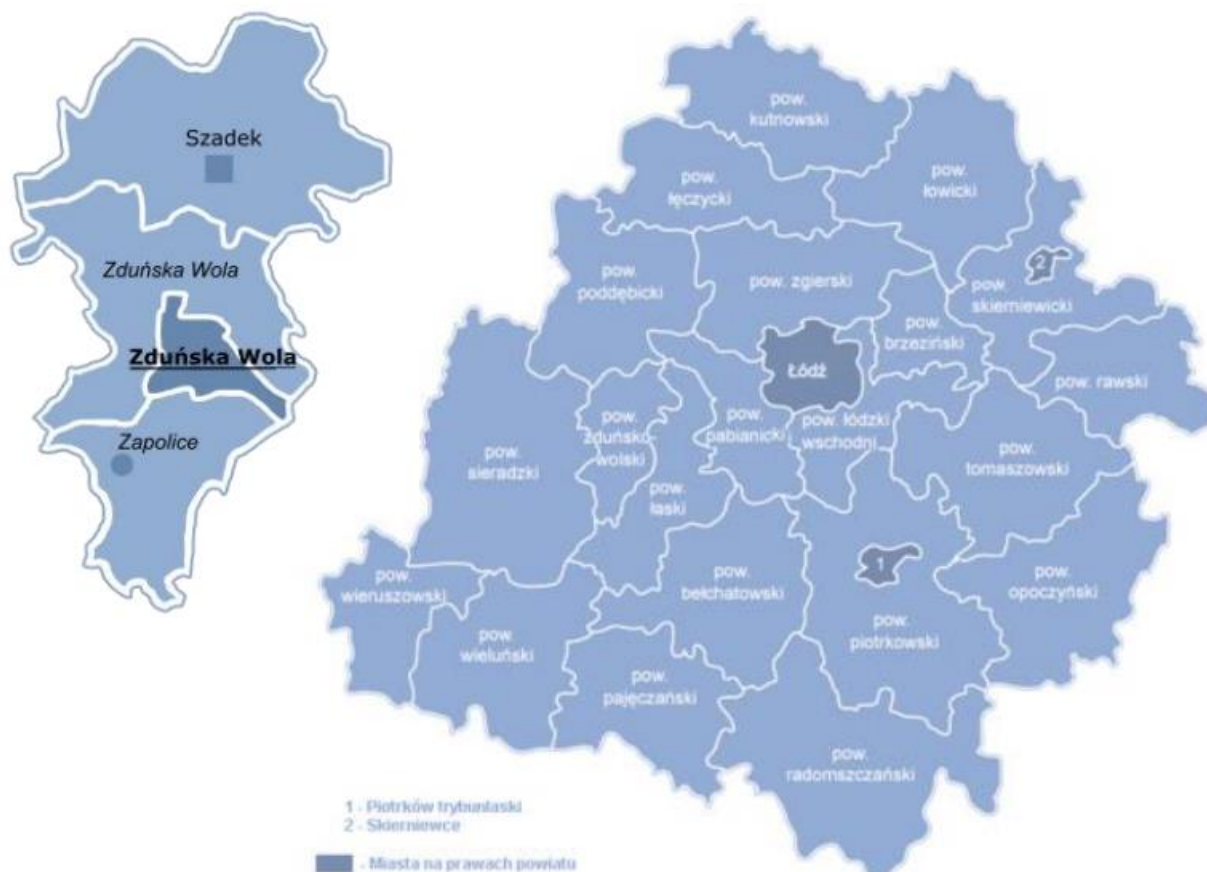 Szadek
Zduńska Wola
Zduńska Wola
Zapolice
pow.
kutnowski
pow.
łęczycki
pow.
łowicki
pow.
poddębicki
pow. zgierski
2
pow.
skierniewicki
pow.
brzeziński
Łódź
pow. rawski
pow.
zduńsko-
wolski
pow.
pabianicki
pow. łódzki
wschodni
pow.
sieradzki
pow.
łaski
pow.
tomaszowski
1
pow.
wieruszowski
pow.
bełchatowski
pow.
opoczyński
pow.
wieluński
pow.
piotrkowski
pow.
pajęczański
pow.
radomszczański
1 - Piotrków trybunlaski
2 - Skierniewce
- Miasta na prawach powiatu